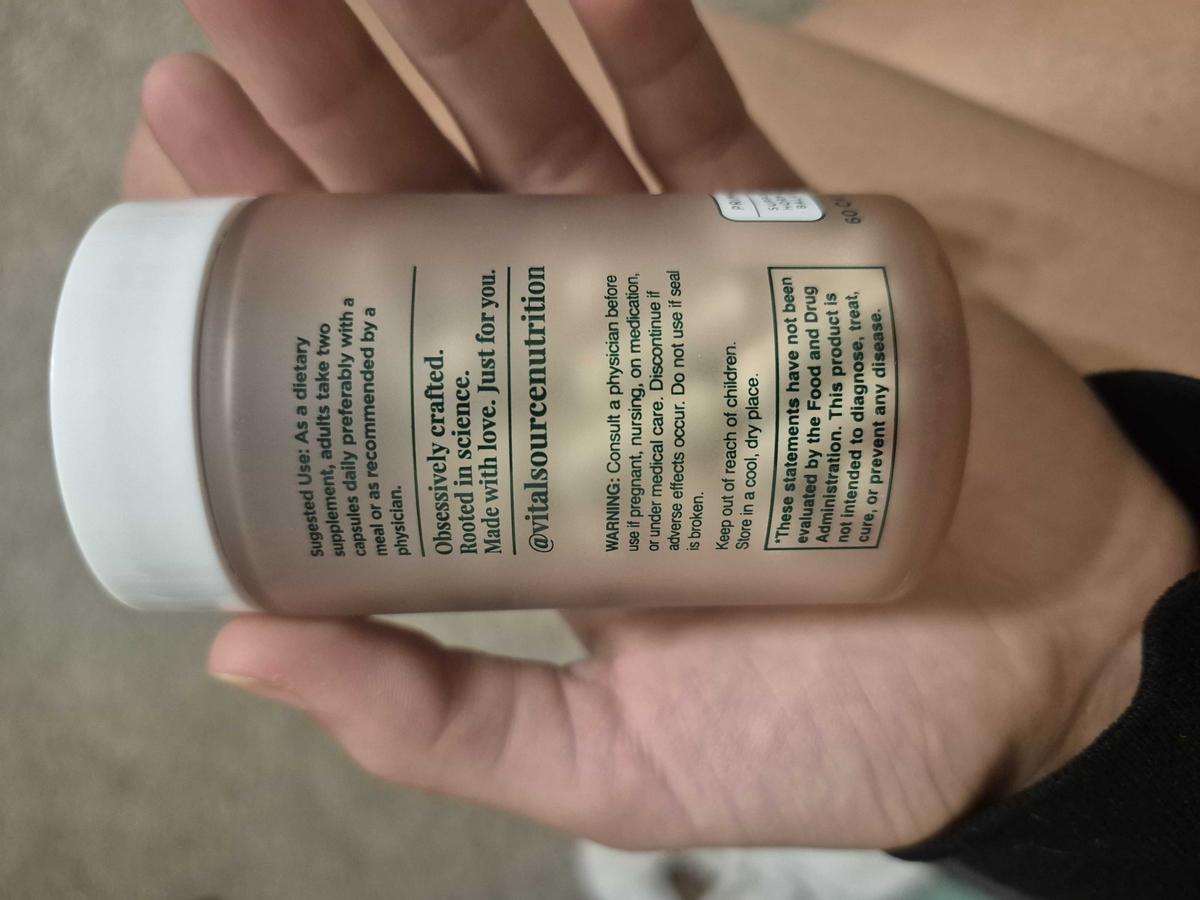 Sugested Use: As a dietary
supplement, adults take two
capsules daily preferably with a
meal or as recommended by a
physician.
Obsessively crafted.
Rooted in science.
Made with love. Just for you.
@vitalsourcenutrition
WARNING: Consult a physician before
use if pregnant, nursing, on medication,
or under medical care. Discontinue if
adverse effects occur. Do not use if seal
is broken.
Keep out of reach of children.
Store in a cool, dry place.
*These statements have not been
evaluated by the Food and Drug
Administration. This product is
not intended to diagnose, treat,
cure, or prevent any disease.
60